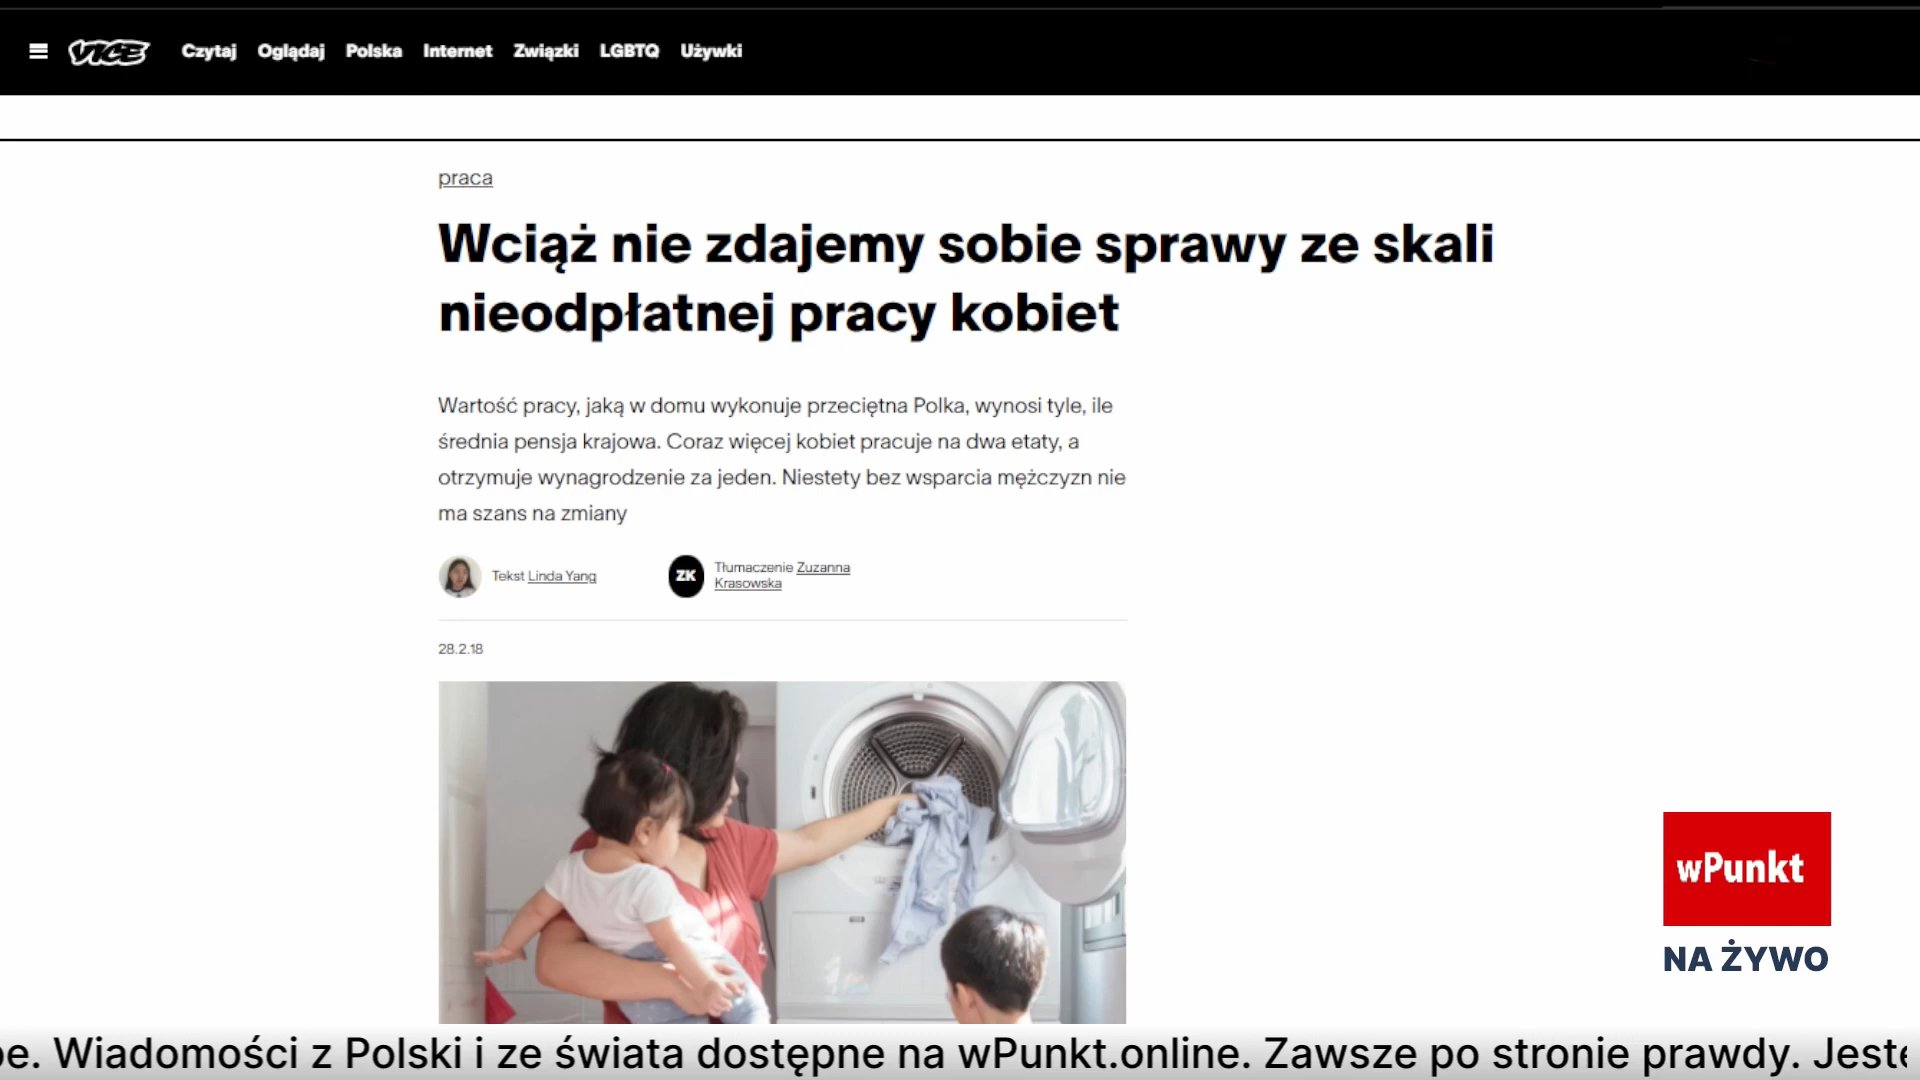 VICE Czytaj Oglądaj Polska Internet Związki LGBTQ Używki
praca
Wciąż nie zdajemy sobie sprawy ze skali
nieodpłatnej pracy kobiet
Wartość pracy, jaką w domu wykonuje przeciętna Polka, wynosi tyle, ile
średnia pensja krajowa. Coraz więcej kobiet pracuje na dwa etaty, a
otrzymuje wynagrodzenie za jeden. Niestety bez wsparcia mężczyzn nie
ma szans na zmiany
Tekst Linda Yang
ZK
Tłumaczenie Zuzanna
Krasowska
28.2.18
wPunkt
NA ŻYWO
pe. Wiadomości z Polski i ze świata dostępne na wPunkt.online. Zawsze po stronie prawdy. Jeste